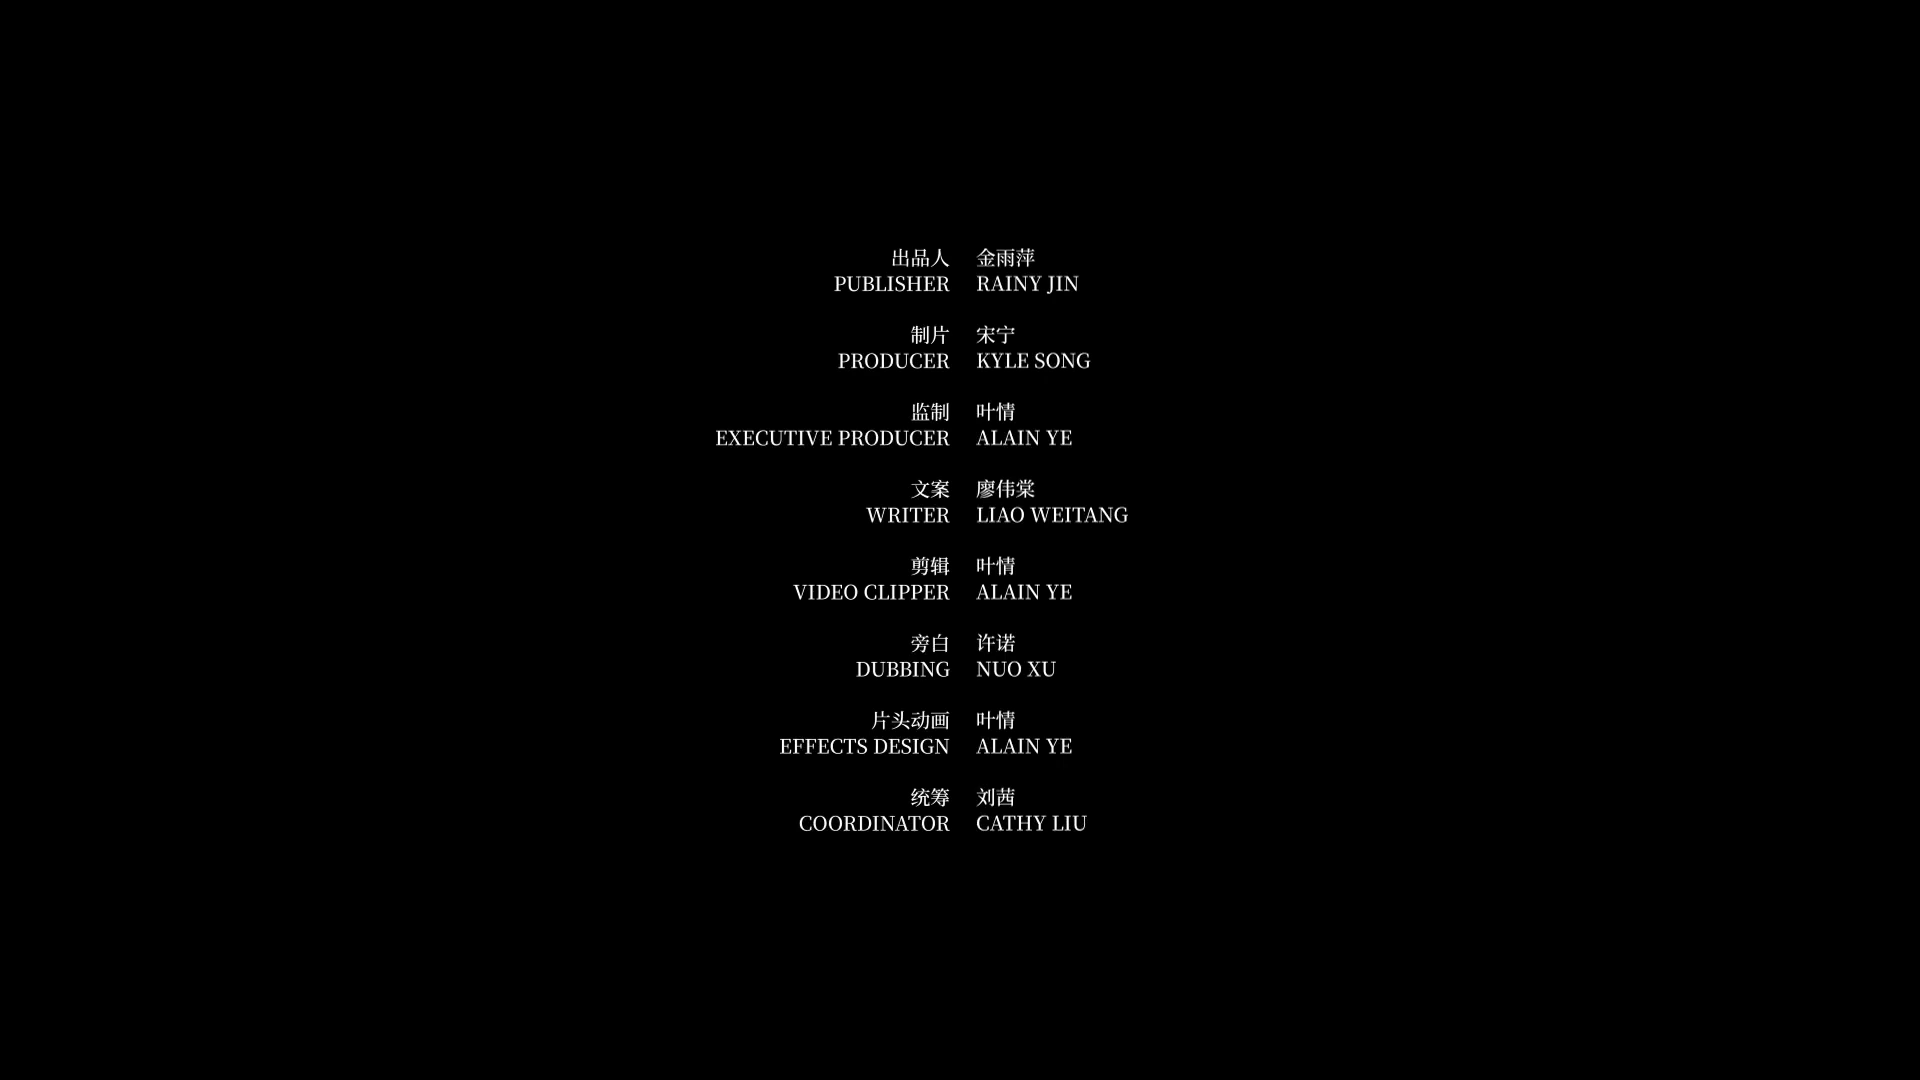 出品人 金雨萍
PUBLISHER RAINY JIN
制片 宋宁
PRODUCER KYLE SONG
监制 叶情
EXECUTIVE PRODUCER ALAIN YE
文案 廖伟棠
WRITER LIAO WEITANG
剪辑 叶情
VIDEO CLIPPER ALAIN YE
旁白 许诺
DUBBING NUO XU
片头动画 叶情
EFFECTS DESIGN ALAIN YE
统筹 刘茜
COORDINATOR CATHY LIU